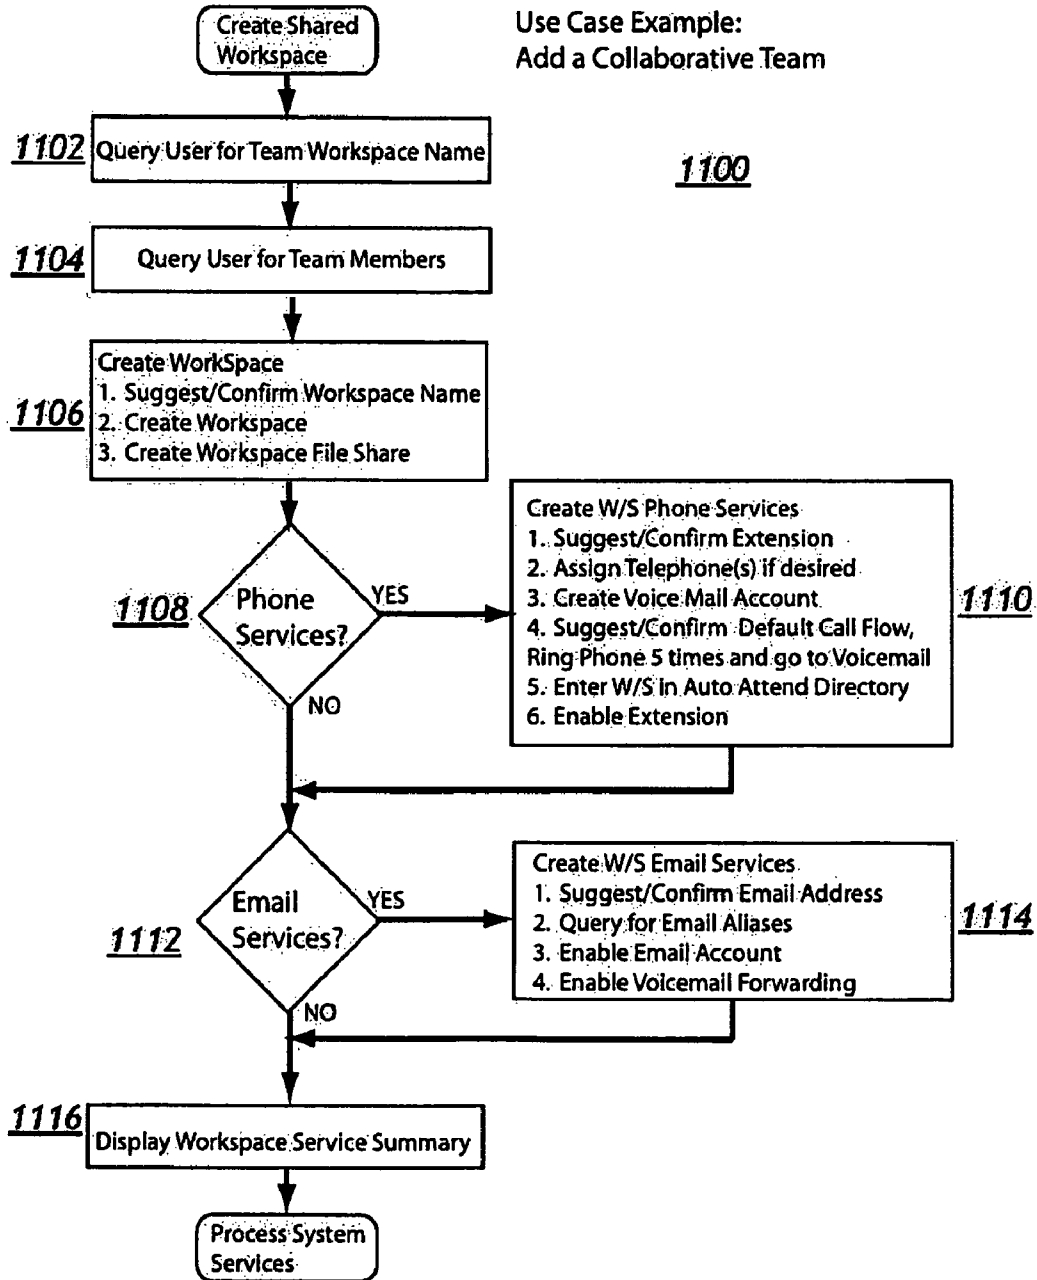 Create Shared
Workspace
Use Case Example:
Add a Collaborative Team
1102
Query User for Team Workspace Name
1100
1104
Query User for Team Members
1106
Create WorkSpace
1. Suggest/Confirm Workspace Name
2. Create Workspace
3. Create Workspace File Share
1108
Phone
Services?
YES
NO
Create W/S Phone Services
1. Suggest/Confirm Extension
2. Assign Telephone(s) if desired
3. Create Voice Mail Account
4. Suggest/Confirm Default Call Flow,
Ring Phone 5 times and go to Voicemail
5. Enter W/S in Auto Attend Directory
6. Enable Extension
1110
1112
Email
Services?
YES
NO
Create W/S Email Services
1. Suggest/Confirm Email Address
2. Query for Email Aliases
3. Enable Email Account
4. Enable Voicemail Forwarding
1114
1116
Display Workspace Service Summary
Process System
Services